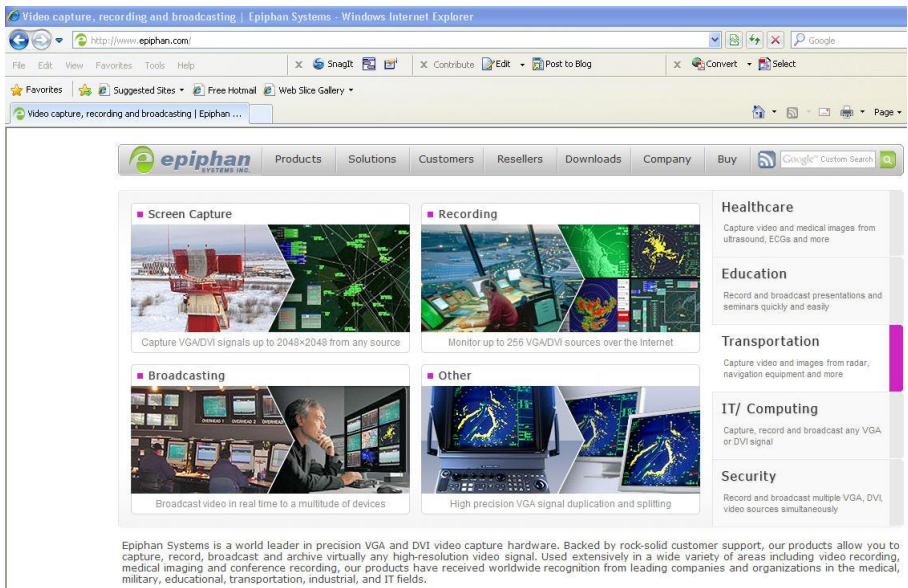 Video capture, recording and broadcasting | Epiphan Systems - Windows Internet Explorer
http://www.epiphan.com/
Google
File Edit View Favorites Tools Help
x SnagIt
x Contribute Edit Post to Blog
x Convert Select
Favorites Suggested Sites Free Hotmail Web Slice Gallery
Video capture, recording and broadcasting | Epiphan ...
Page
epiphan
SYSTEMS INC.
Products Solutions Customers Resellers Downloads Company Buy
Google™ Custom Search
Screen Capture
Capture VGA/DVI signals up to 2048×2048 from any source
Recording
Monitor up to 256 VGA/DVI sources over the Internet
Broadcasting
OVERHEAD 1 OVERHEAD 2
Broadcast video in real time to a multitude of devices
Other
High precision VGA signal duplication and splitting
Healthcare
Capture video and medical images from
ultrasound, ECGs and more
Education
Record and broadcast presentations and
seminars quickly and easily
Transportation
Capture video and images from radar,
navigation equipment and more
IT/ Computing
Capture, record and broadcast any VGA
or DVI signal
Security
Record and broadcast multiple VGA, DVI,
video sources simultaneously
Epiphan Systems is a world leader in precision VGA and DVI video capture hardware. Backed by rock-solid customer support, our products allow you to
capture, record, broadcast and archive virtually any high-resolution video signal. Used extensively in a wide variety of areas including video recording,
medical imaging and conference recording, our products have received worldwide recognition from leading companies and organizations in the medical,
military, educational, transportation, industrial, and IT fields.